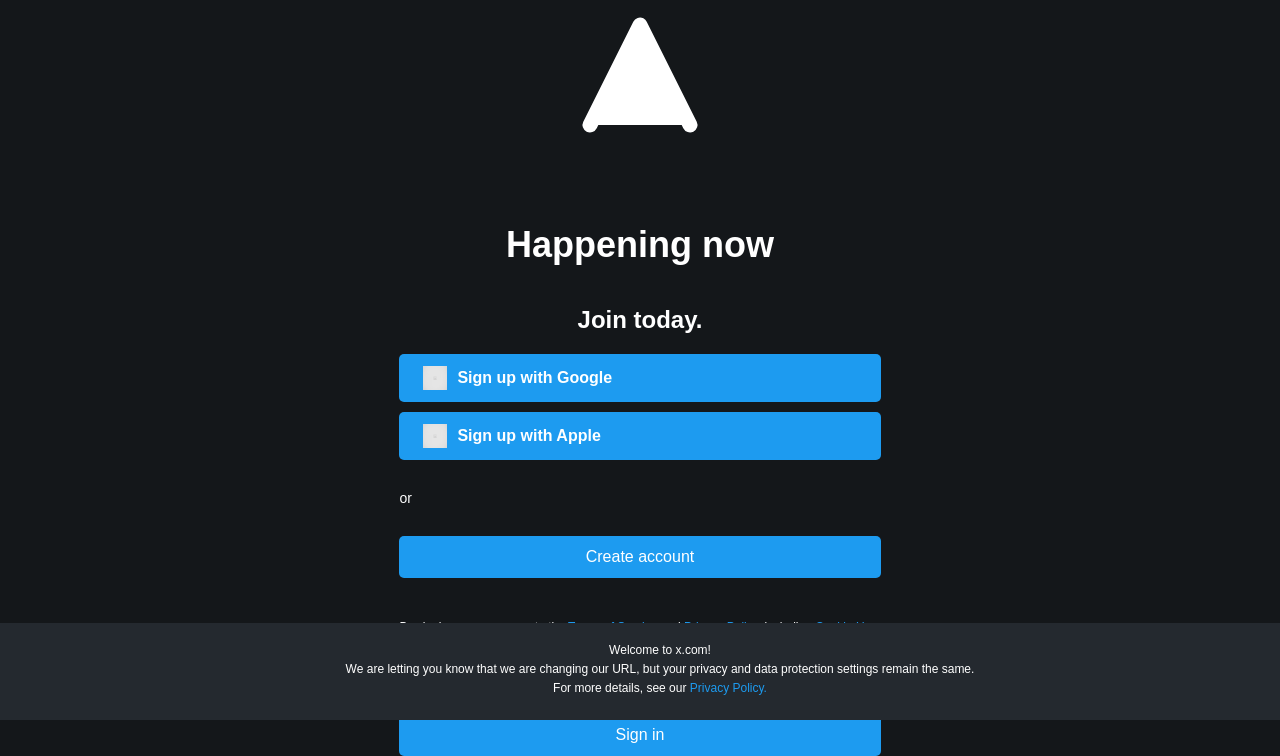 Happening now
Join today.
Sign up with Google
Sign up with Apple
or
Create account
Welcome to x.com!
We are letting you know that we are changing our URL, but your privacy and data protection settings remain the same.
For more details, see our Privacy Policy.
Sign in